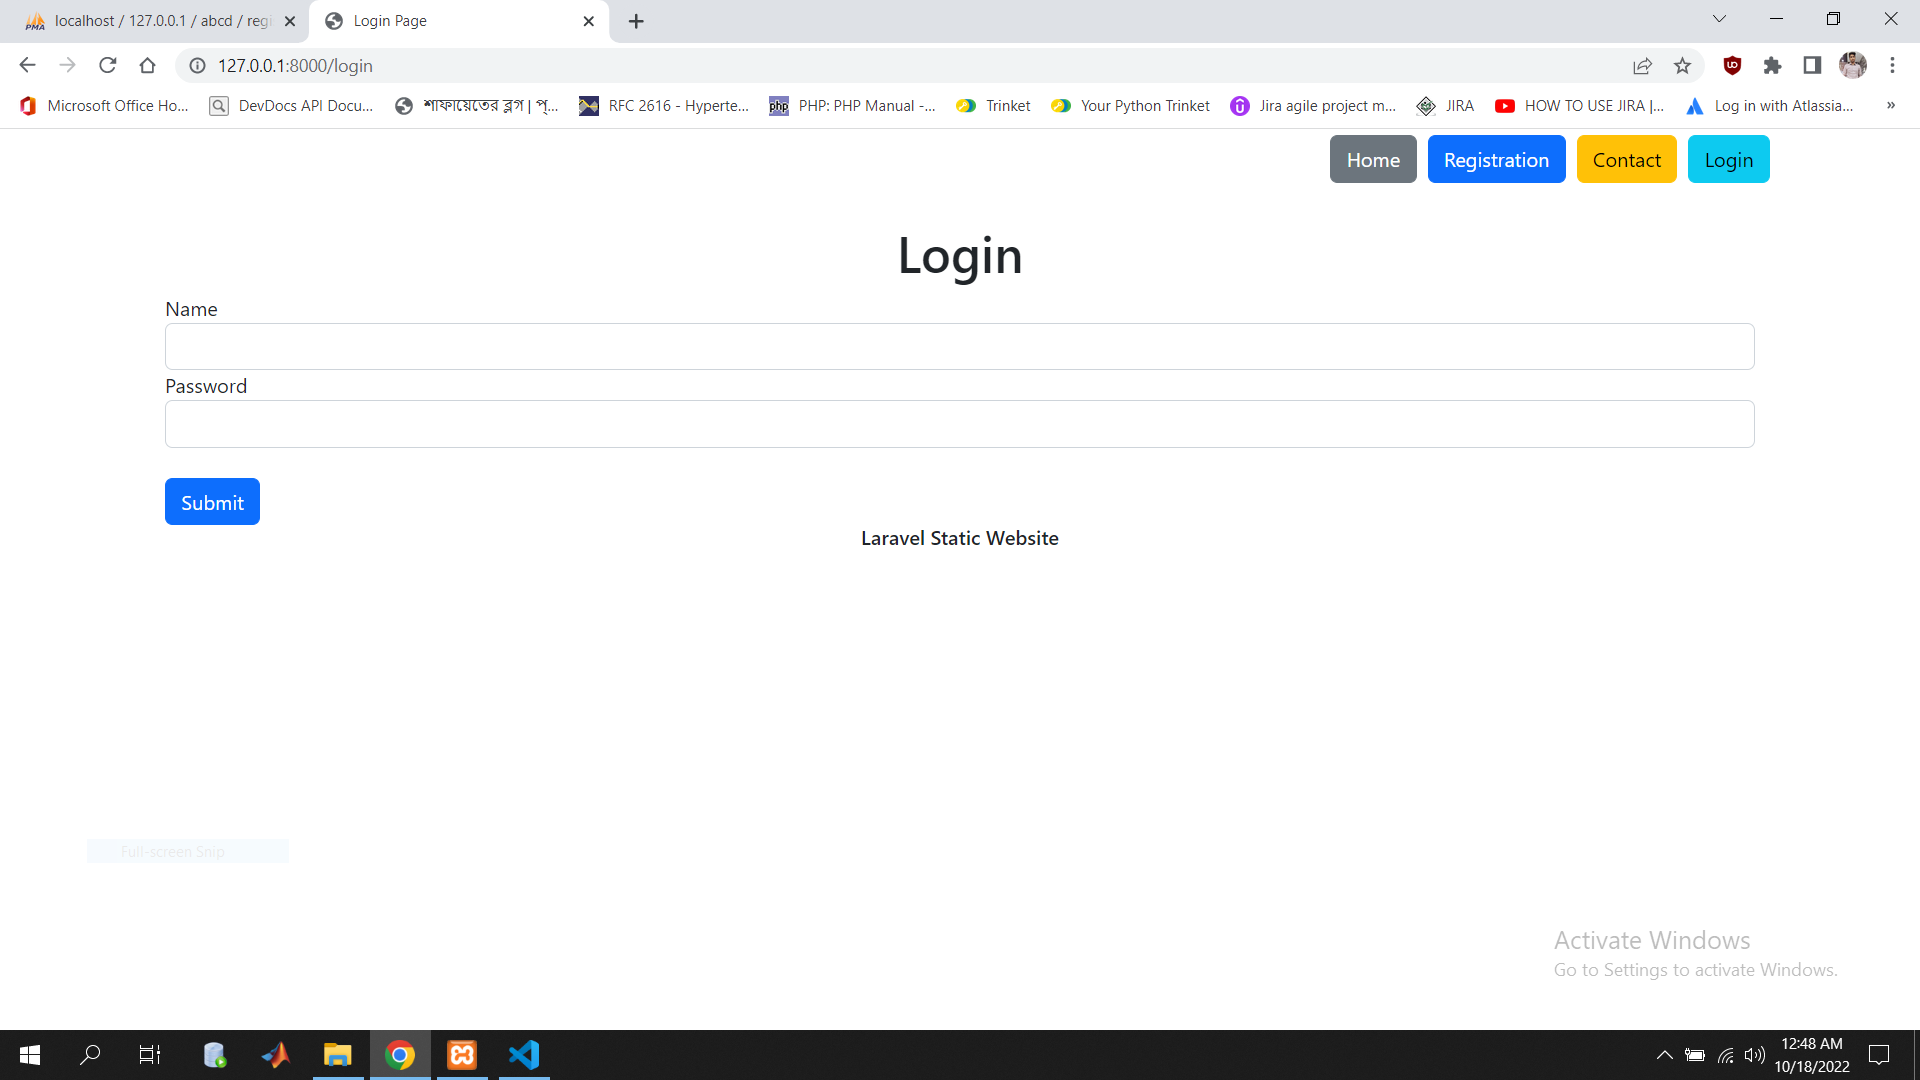 localhost / 127.0.0.1 / abcd / regi
Login Page
127.0.0.1:8000/login
Microsoft Office Ho...
DevDocs API Docu...
শাফায়েতের ব্লগ | প্...
RFC 2616 - Hyperte...
php
PHP: PHP Manual -...
Trinket
Your Python Trinket
Jira agile project m...
JIRA
HOW TO USE JIRA |...
Log in with Atlassia...
»
Home
Registration
Contact
Login
Login
Name
Password
Submit
Laravel Static Website
Full-screen Snip
Activate Windows
Go to Settings to activate Windows.
12:48 AM
10/18/2022